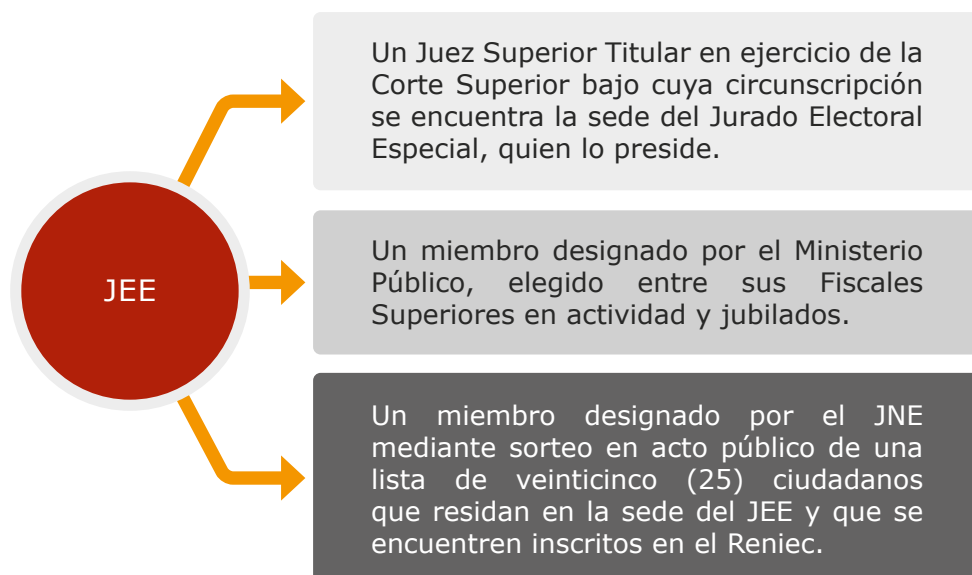 Un Juez Superior Titular en ejercicio de la
Corte Superior bajo cuya circunscripción
se encuentra la sede del Jurado Electoral
Especial, quien lo preside.
JEE
Un miembro designado por el Ministerio
Público, elegido entre sus Fiscales
Superiores en actividad y jubilados.
Un miembro designado por el JNE
mediante sorteo en acto público de una
lista de veinticinco (25) ciudadanos
que residan en la sede del JEE y que se
encuentren inscritos en el Reniec.